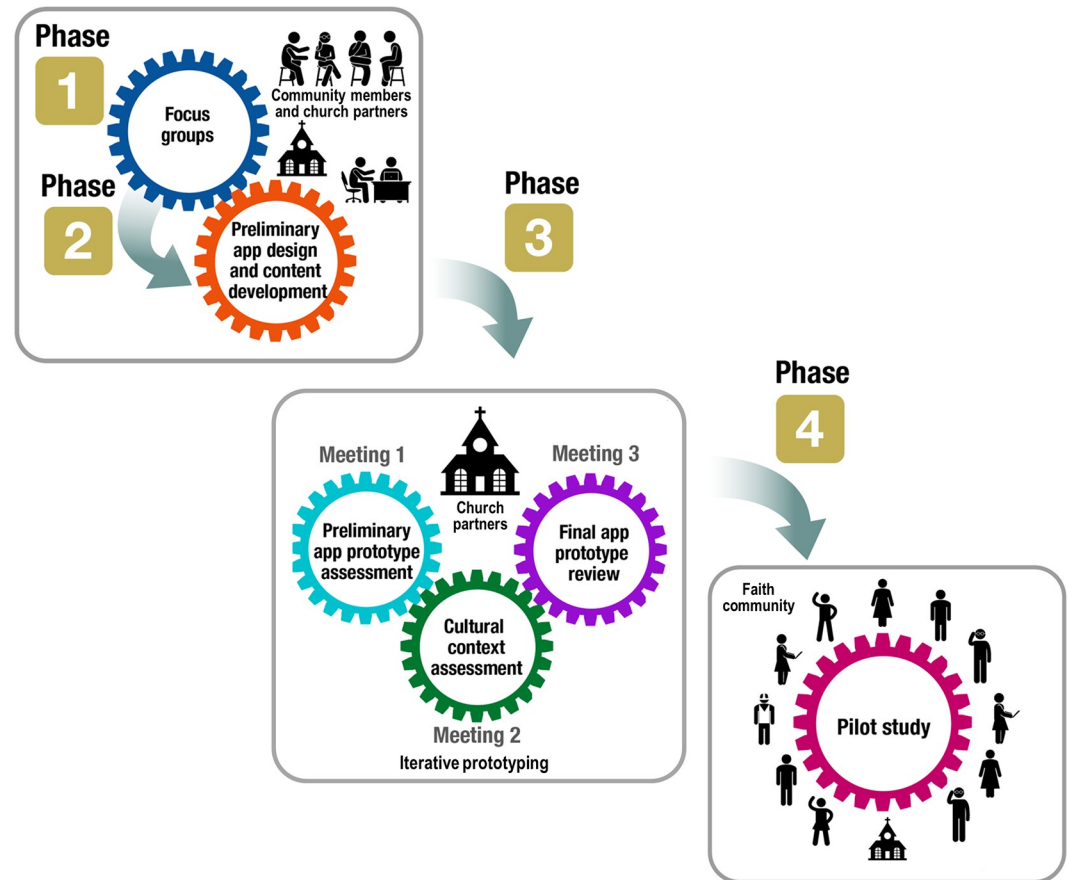 Phase
1
Focus
groups
Community members
and church partners
Phase
2
Preliminary
app design
and content
development
Phase
3
Meeting 1
Preliminary
app prototype
assessment
Church
partners
Meeting 3
Final app
prototype
review
Cultural
context
assessment
Meeting 2
Iterative prototyping
Phase
4
Faith
community
Pilot study